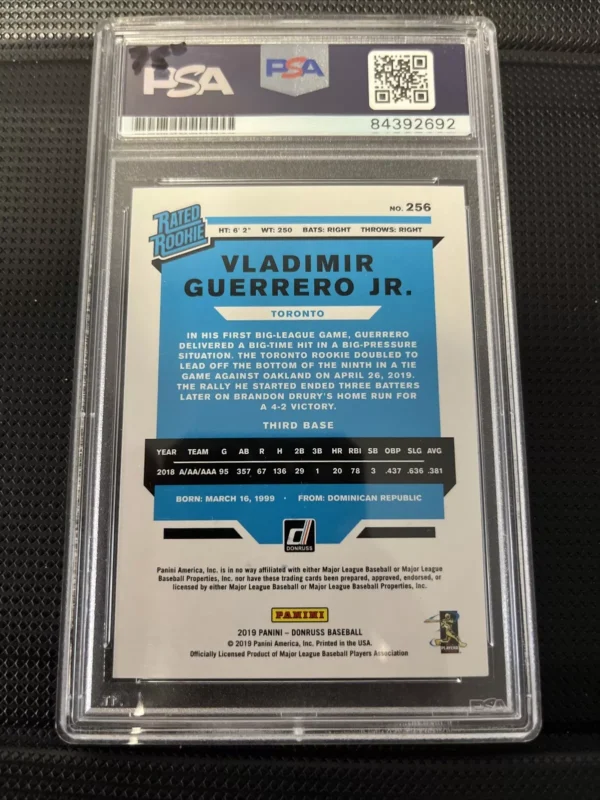 PSA
PSA
84392692
NO. 256
RATED ROOKIE
HT: 6' 2" WT: 250 BATS: RIGHT THROWS: RIGHT
VLADIMIR
GUERRERO JR.
TORONTO
IN HIS FIRST BIG-LEAGUE GAME, GUERRERO
DELIVERED A BIG-TIME HIT IN A BIG-PRESSURE
SITUATION. THE TORONTO ROOKIE DOUBLED TO
LEAD OFF THE BOTTOM OF THE NINTH IN A TIE
GAME AGAINST OAKLAND ON APRIL 26, 2019.
THE RALLY HE STARTED ENDED THREE BATTERS
LATER ON BRANDON DRURY'S HOME RUN FOR
A 4-2 VICTORY.
THIRD BASE
YEAR TEAM G AB R H 2B 3B HR RBI SB OBP SLG AVG
2018 A/AA/AAA 95 357 67 136 29 1 20 78 3 .437 .636 .381
BORN: MARCH 16, 1999 · FROM: DOMINICAN REPUBLIC
d
DONRUSS
Panini America, Inc. is in no way affiliated with either Major League Baseball or Major League
Baseball Properties, Inc. nor have these trading cards been prepared, approved, endorsed, or
licensed by either Major League Baseball or Major League Baseball Properties, Inc.
PANINI
2019 PANINI – DONRUSS BASEBALL
© 2019 Panini America, Inc. Printed in the USA.
Officially Licensed Product of Major League Baseball Players Association
PSA